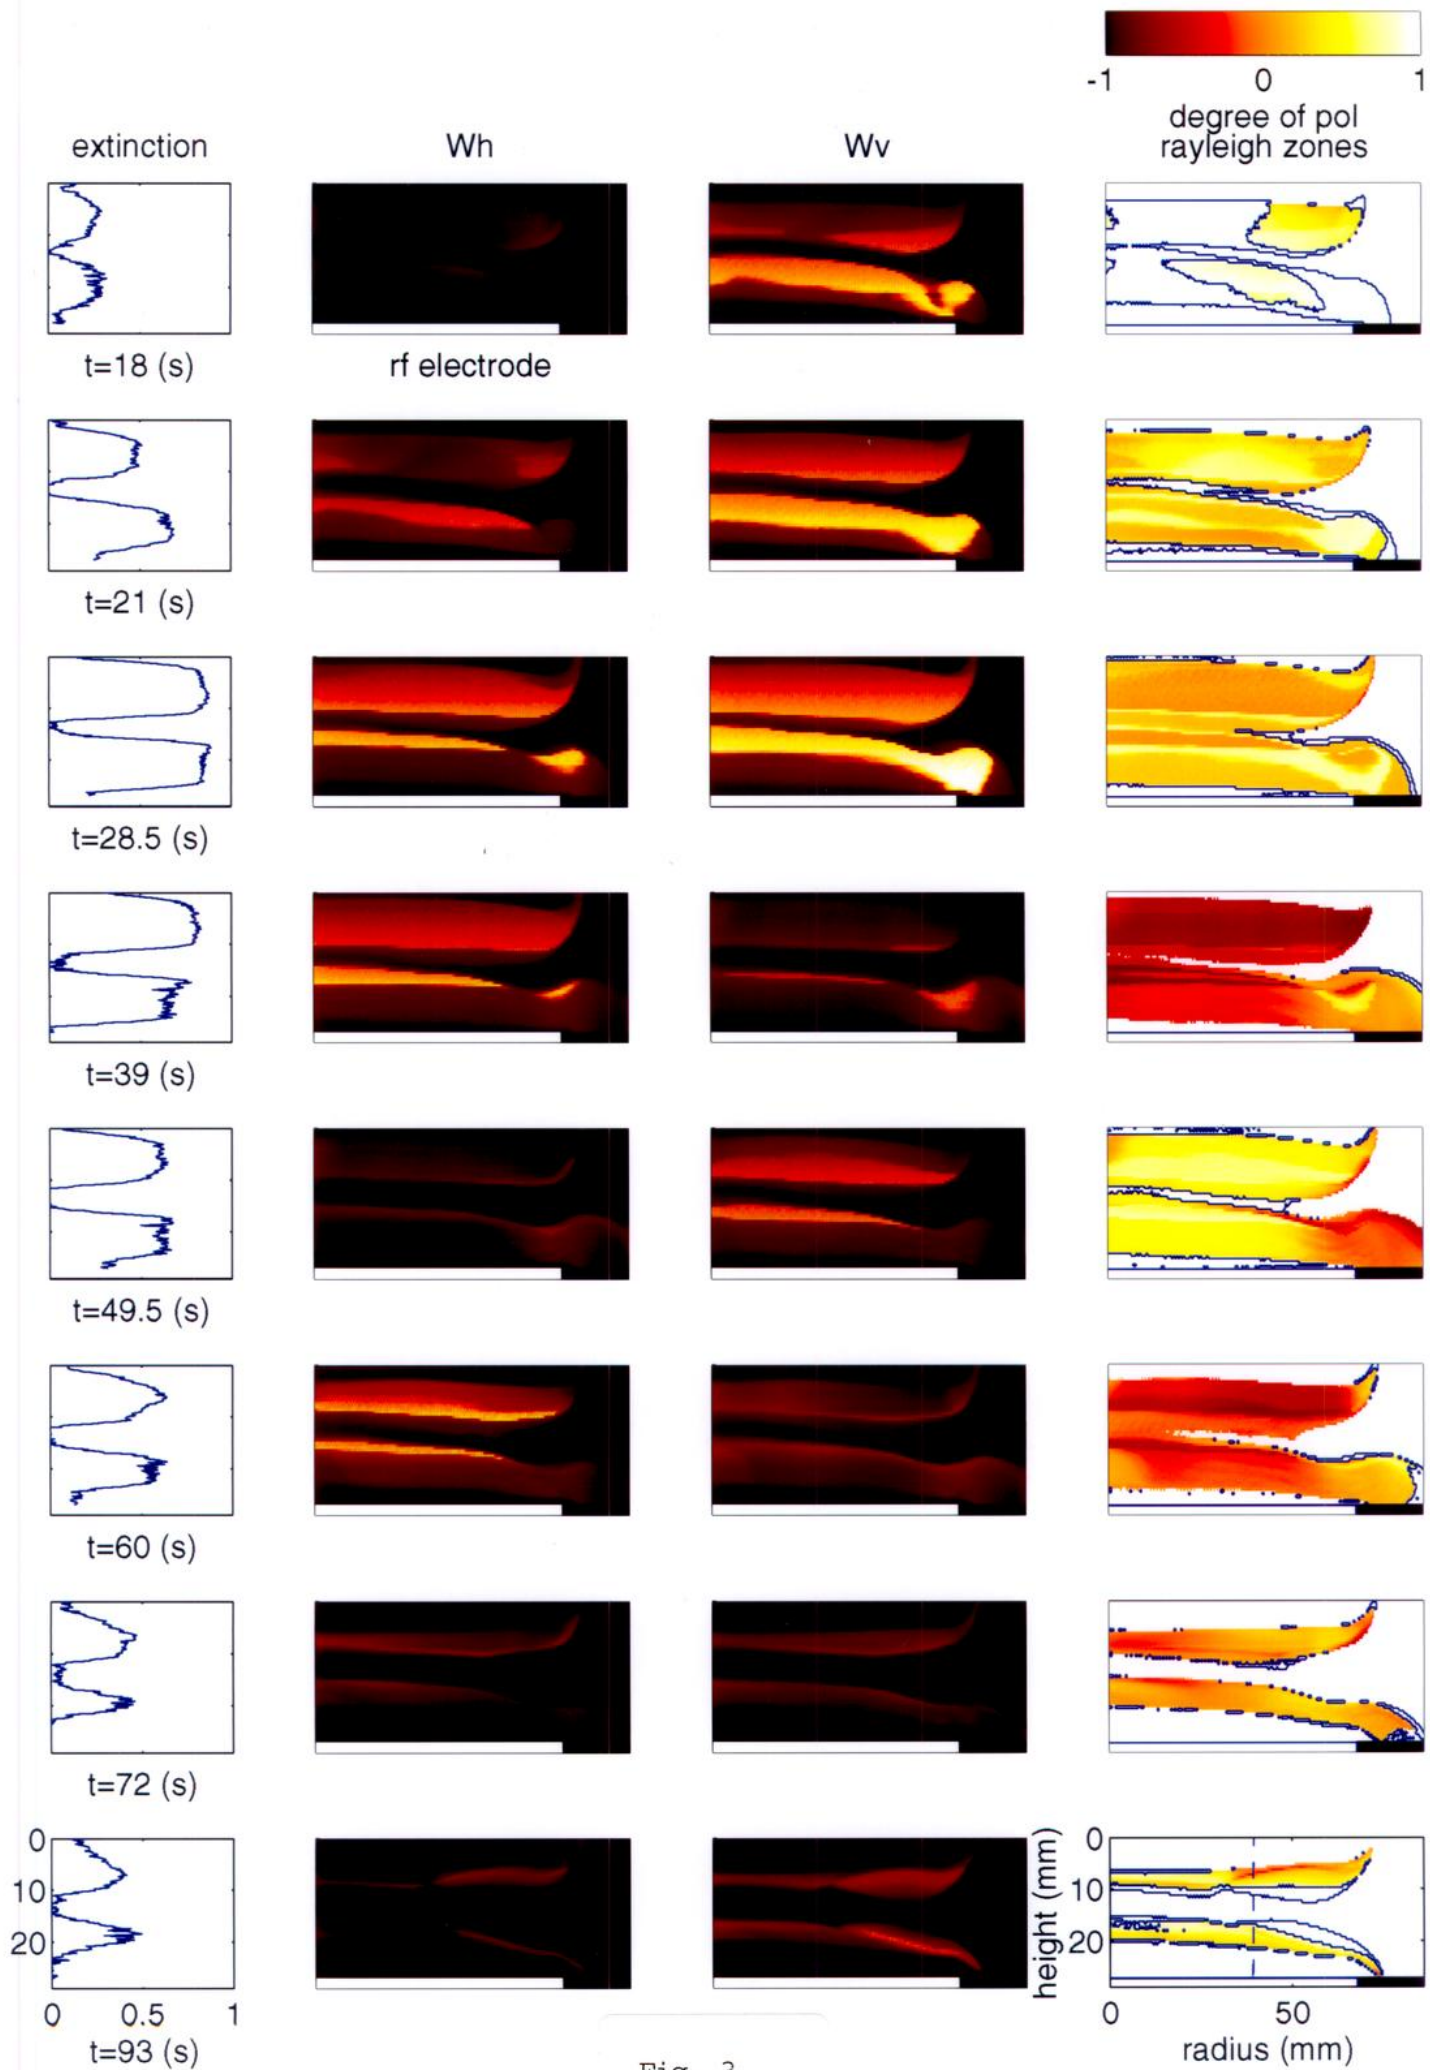 -1 0 1
degree of pol
rayleigh zones
extinction
Wh
Wv
t=18 (s)
rf electrode
t=21 (s)
t=28.5 (s)
t=39 (s)
t=49.5 (s)
t=60 (s)
t=72 (s)
0
10
20
0 0.5 1
t=93 (s)
height (mm)
0
10
20
0 50
radius (mm)
Fig. 3